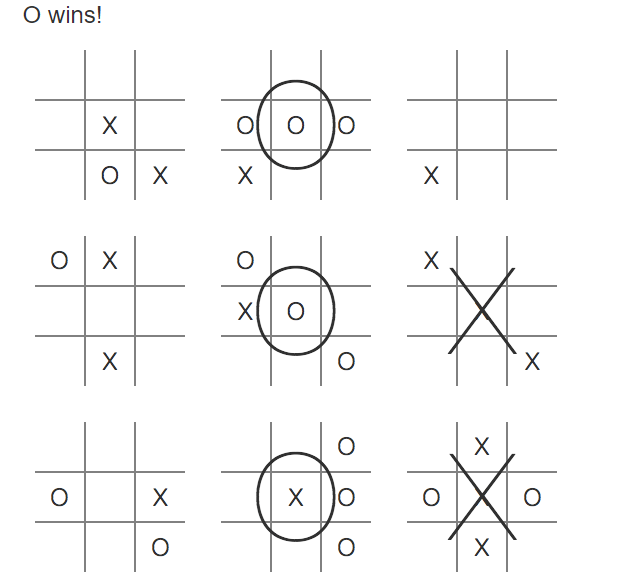 O wins!
X O O O
O X X X
O X O X
X O X
X O X
O X
O X X O O X O
O O X